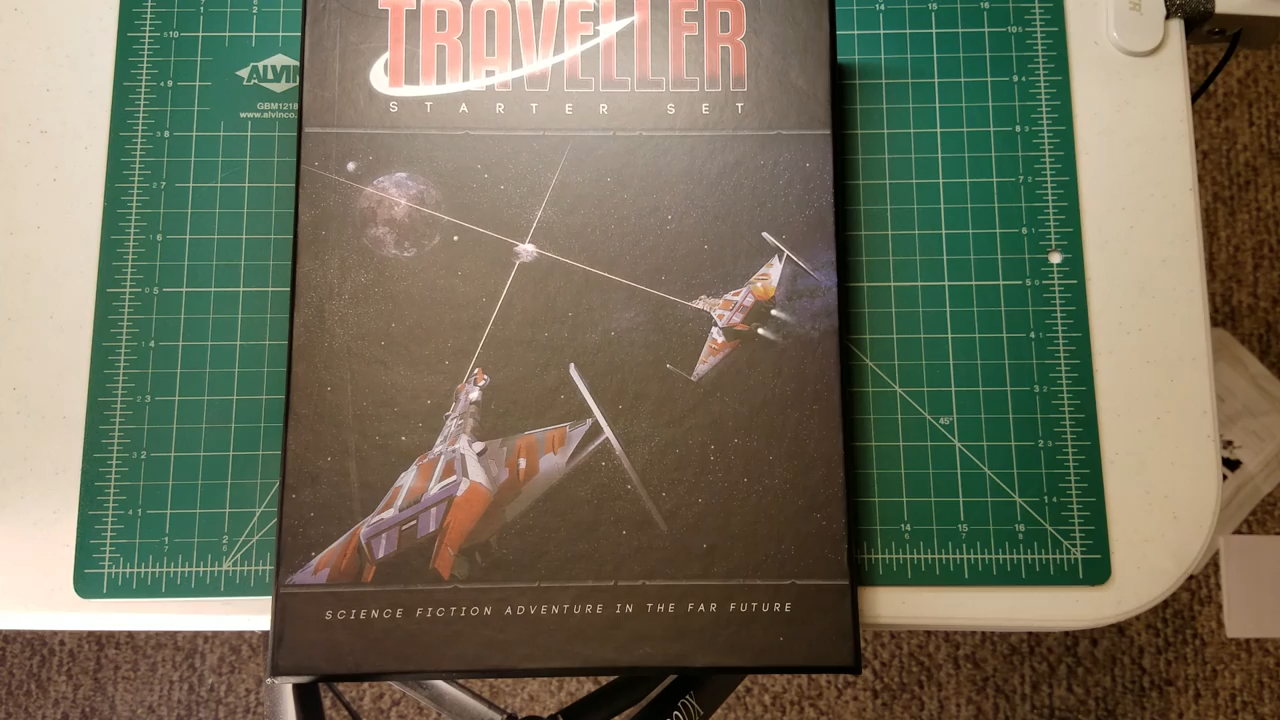 TRAVELLER
STARTER SET
ALVIN
GBM1218
www.alvinco.
45°
SCIENCE FICTION ADVENTURE IN THE FAR FUTURE